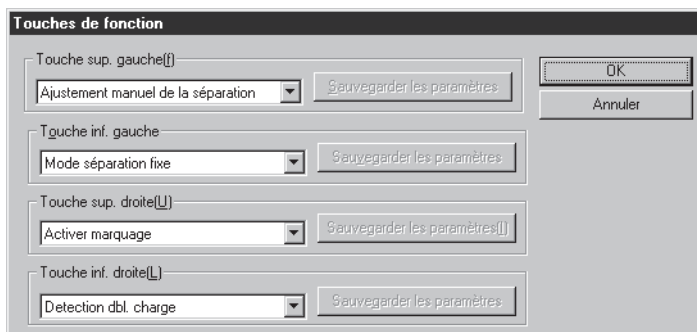 Touches de fonction
Touche sup. gauche(f)
Ajustement manuel de la séparation
Sauvegarder les paramètres
OK
Annuler
Touche inf. gauche
Mode séparation fixe
Sauvegarder les paramètres
Touche sup. droite(U)
Activer marquage
Sauvegarder les paramètres(I)
Touche inf. droite(L)
Detection dbl. charge
Sauvegarder les paramètres